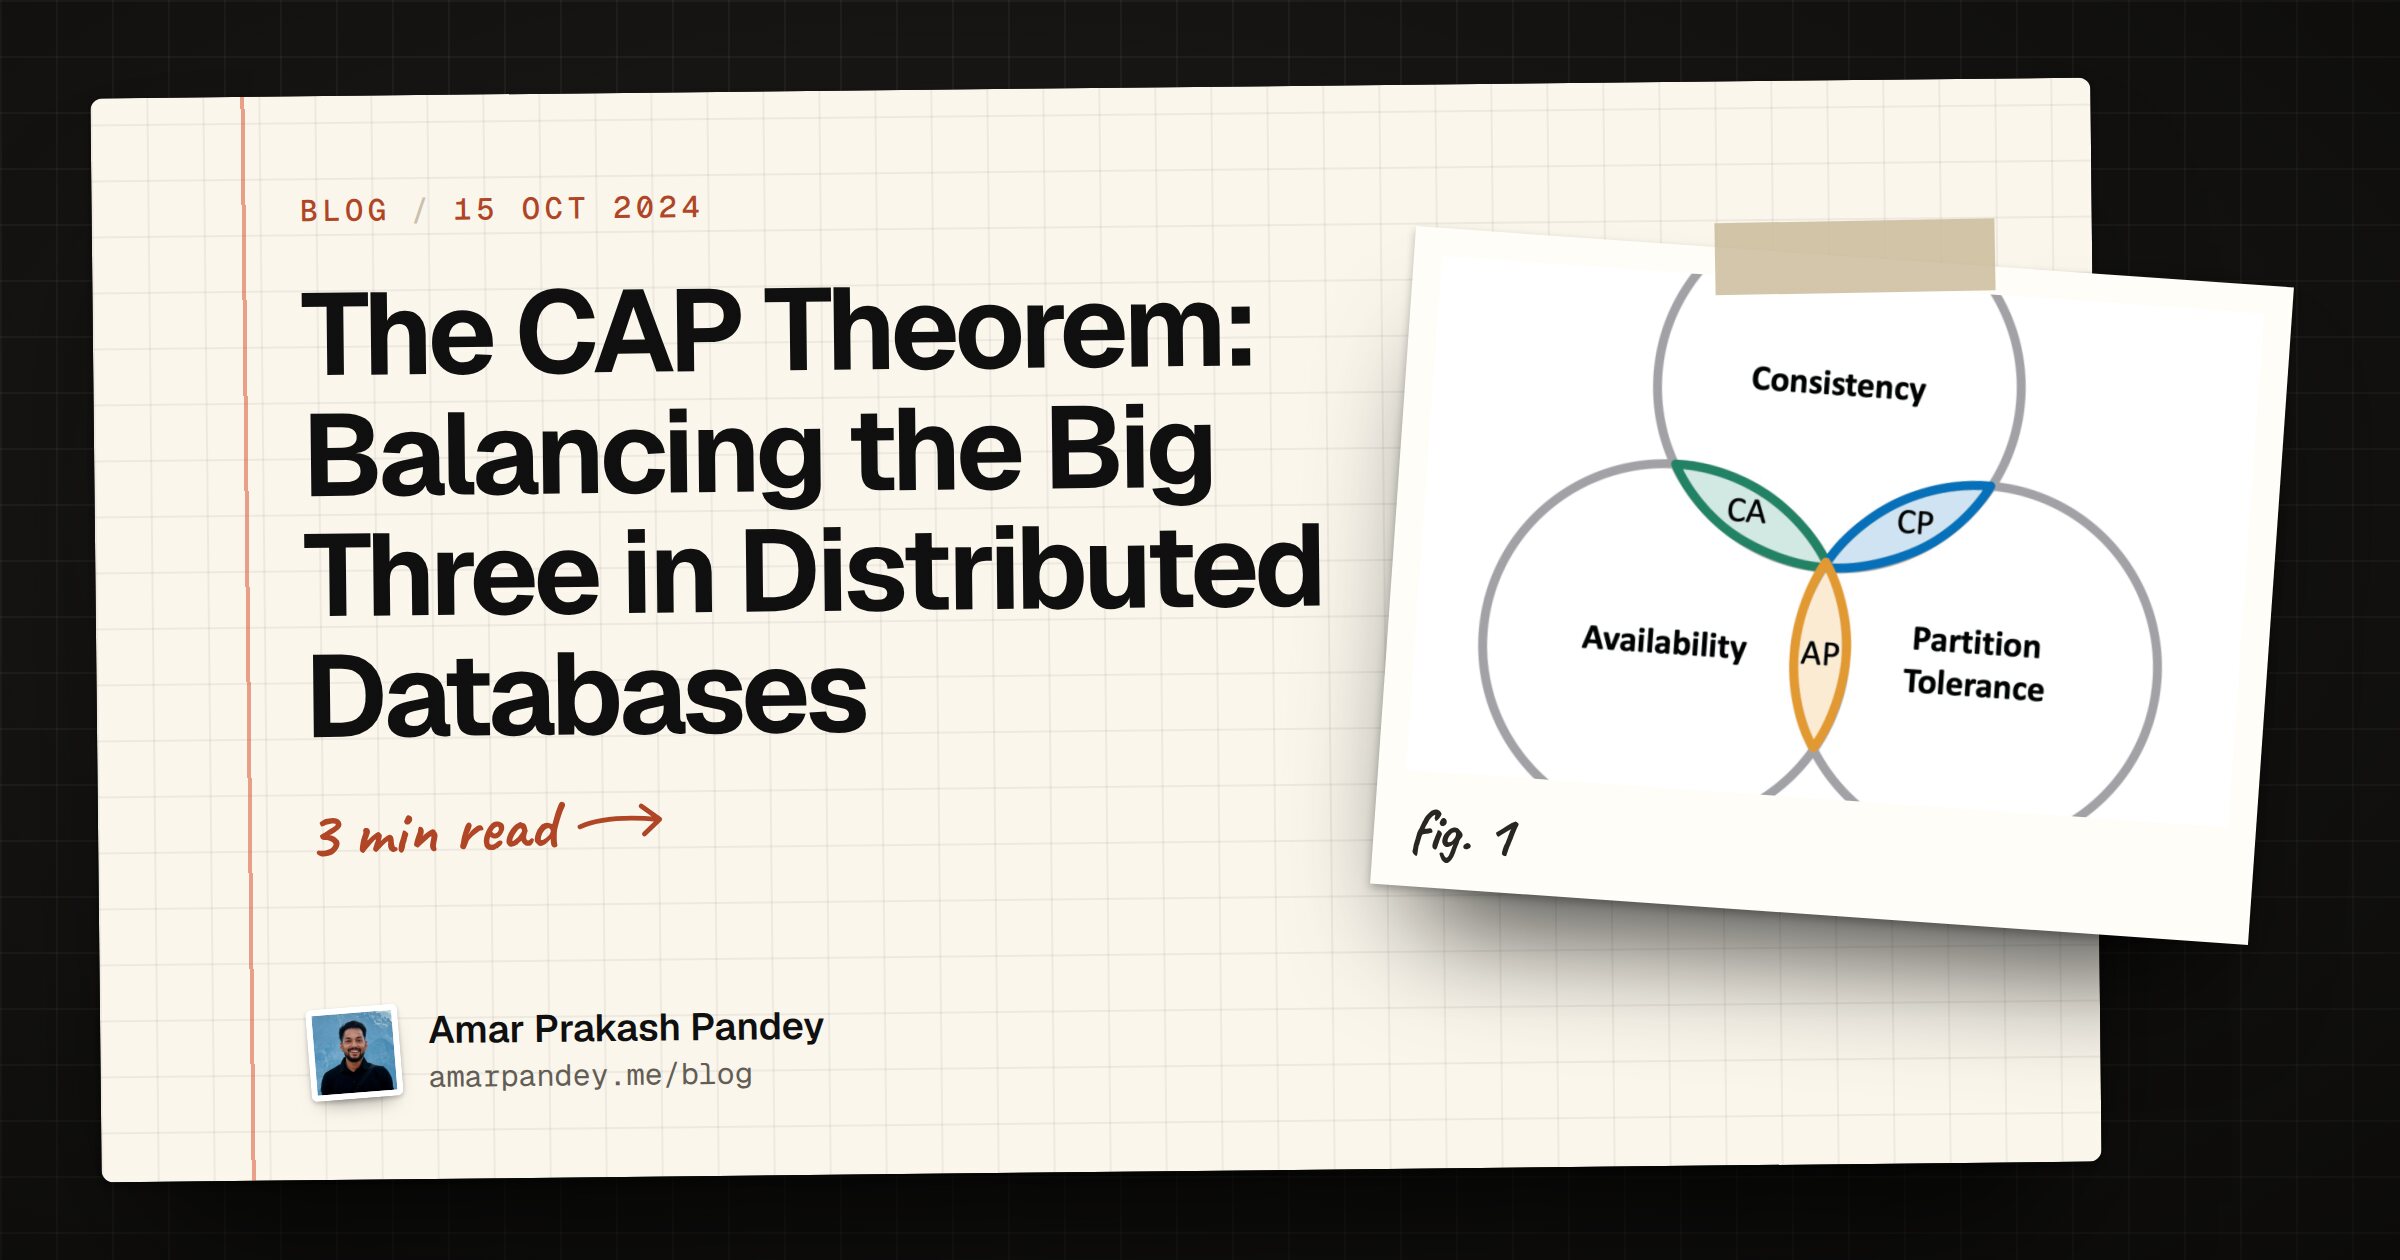 BLOG / 15 OCT 2024
The CAP Theorem:
Balancing the Big
Three in Distributed
Databases
3 min read
Amar Prakash Pandey
amarpandey.me/blog
Consistency
CA
CP
Availability
AP
Partition
Tolerance
fig. 1